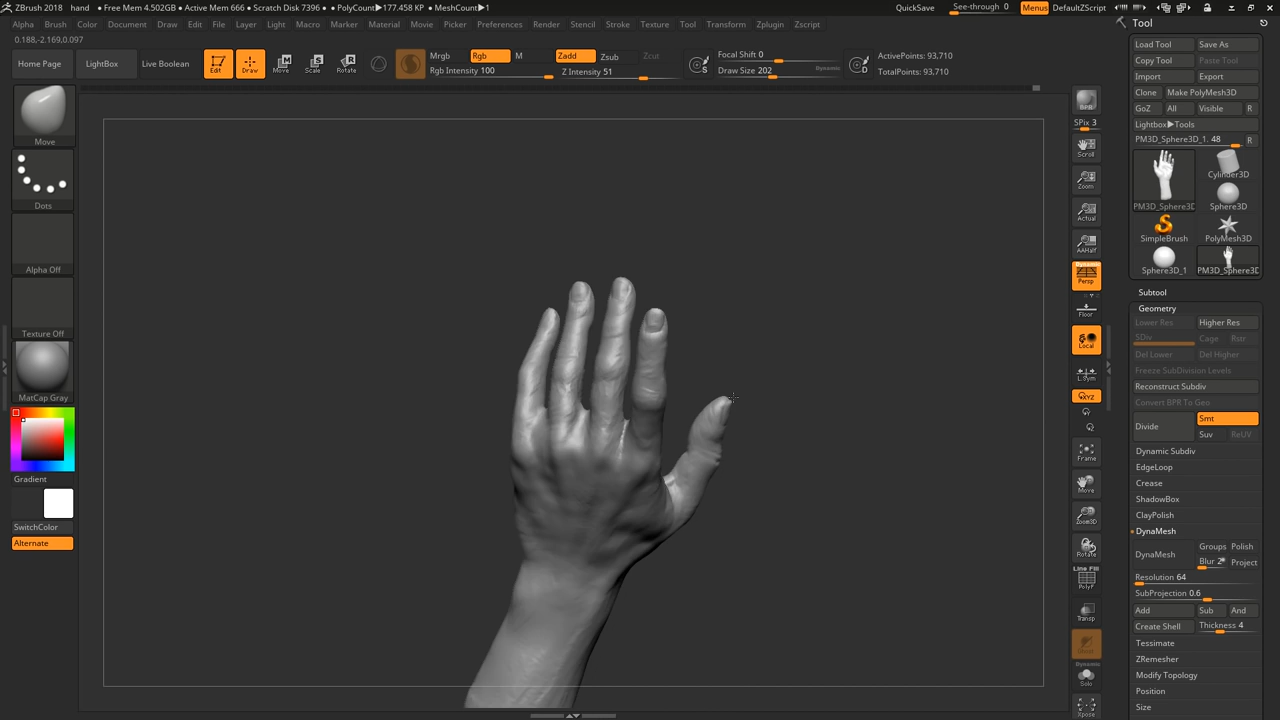 ZBrush 2018 hand • Free Mem 4.502GB • Active Mem 666 • Scratch Disk 7396 • PolyCount▶177.458 KP • MeshCount▶1 QuickSave See-through 0 Menus DefaultZScript
Alpha Brush Color Document Draw Edit File Layer Light Macro Marker Material Movie Picker Preferences Render Stencil Stroke Texture Tool Transform Zplugin Zscript
0.188,-2.169,0.097
Home Page LightBox Live Boolean
Edit Draw Move Scale Rotate
Mrgb Rgb M
Rgb Intensity 100
Zadd Zsub Zcut
Z Intensity 51
S
Focal Shift 0
Draw Size 202 Dynamic
D
ActivePoints: 93,710
TotalPoints: 93,710
Move
Dots
Alpha Off
Texture Off
MatCap Gray
Gradient
SwitchColor
Alternate
BPR
SPix 3
Scroll
Zoom
Actual
AAHalf
Dynamic
Persp
Floor
Local
L.Sym
XYZ
Frame
Move
Zoom3D
Rotate
Line Fill
PolyF
Transp
Dynamic
Solo
Xpose
Tool
Load Tool Save As
Copy Tool Paste Tool
Import Export
Clone Make PolyMesh3D
GoZ All Visible R
Lightbox▶Tools
PM3D_Sphere3D_1. 48 R
PM3D_Sphere3D Cylinder3D
Sphere3D
SimpleBrush PolyMesh3D
Sphere3D_1 PM3D_Sphere3D
Subtool
Geometry
Lower Res Higher Res
SDiv Cage Rstr
Del Lower Del Higher
Freeze SubDivision Levels
Reconstruct Subdiv
Convert BPR To Geo
Divide Smt
Suv ReUV
Dynamic Subdiv
EdgeLoop
Crease
ShadowBox
ClayPolish
DynaMesh
DynaMesh Groups Polish
Blur 2 Project
Resolution 64
SubProjection 0.6
Add Sub And
Create Shell Thickness 4
Tessimate
ZRemesher
Modify Topology
Position
Size